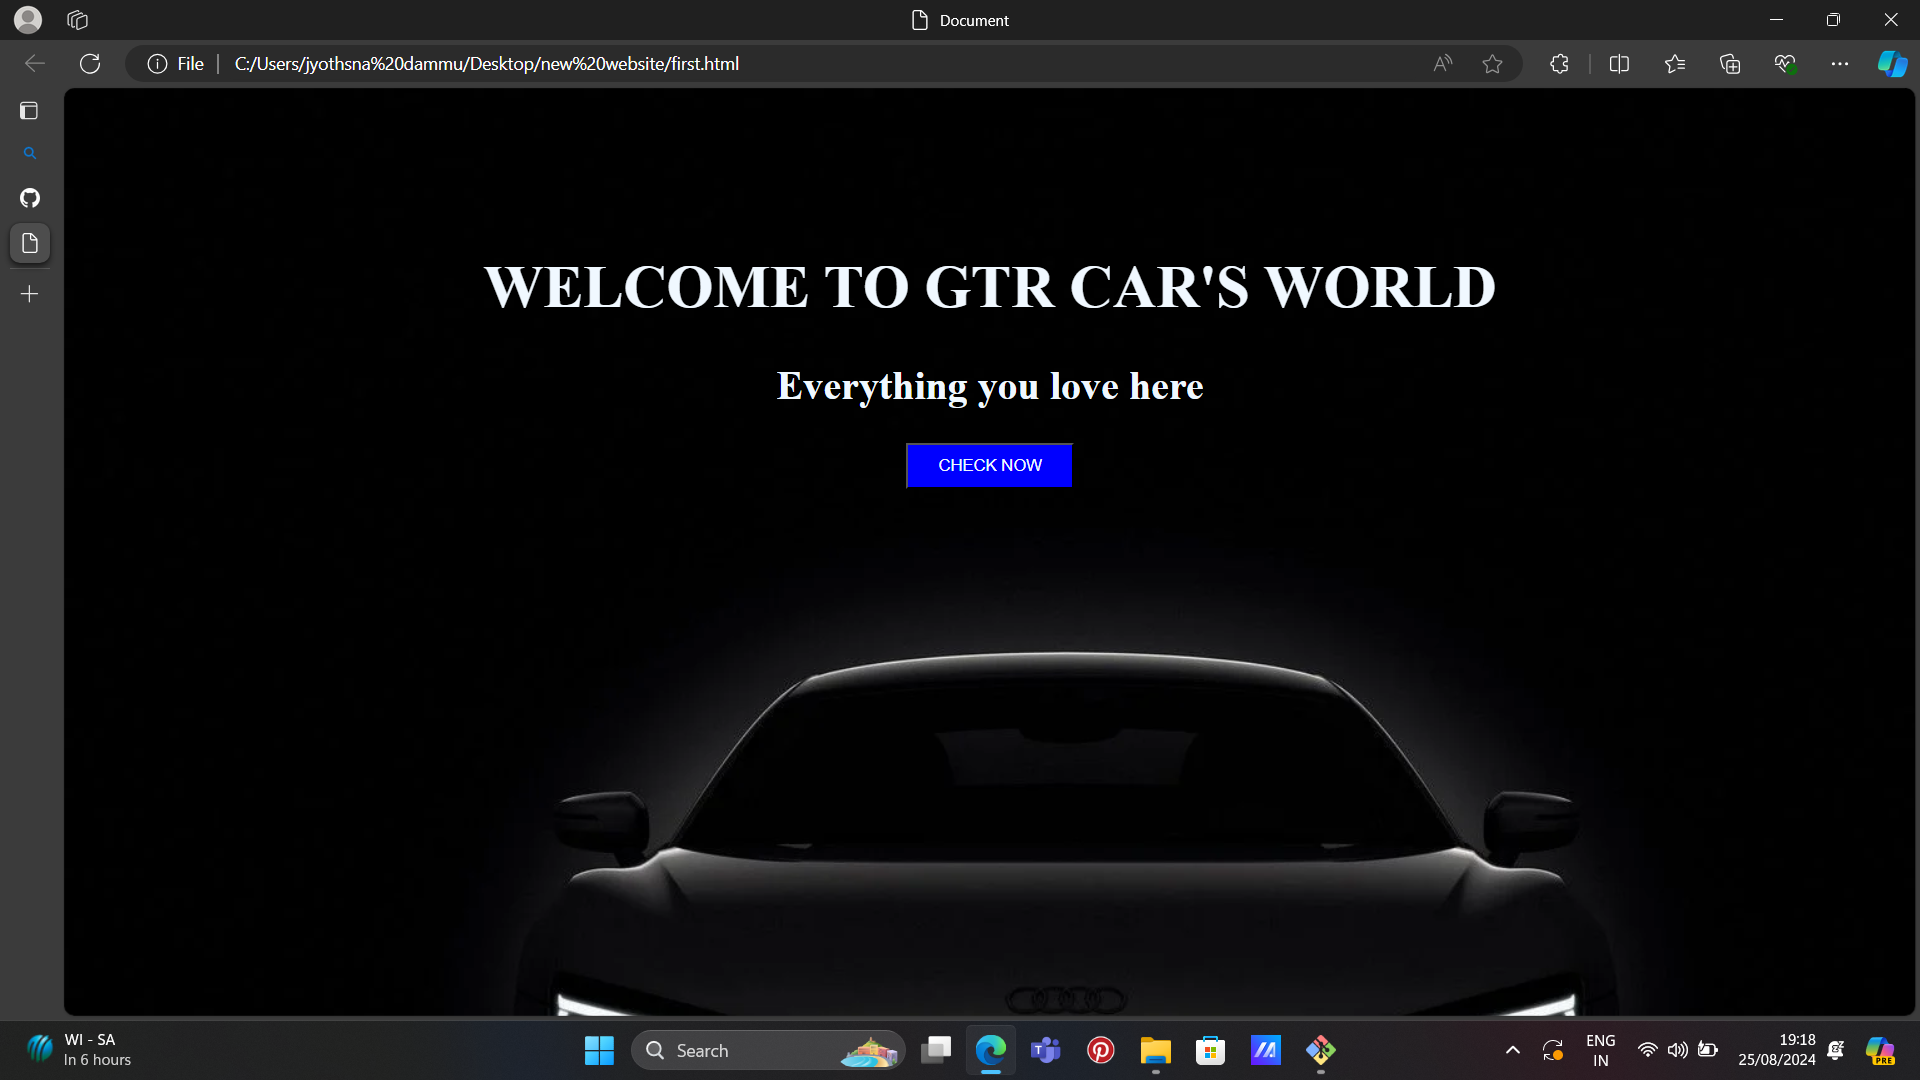 Document
File
C:/Users/jyothsna%20dammu/Desktop/new%20website/first.html
WELCOME TO GTR CAR'S WORLD
Everything you love here
CHECK NOW
WI - SA
In 6 hours
Search
ENG
IN
19:18
25/08/2024
PRE